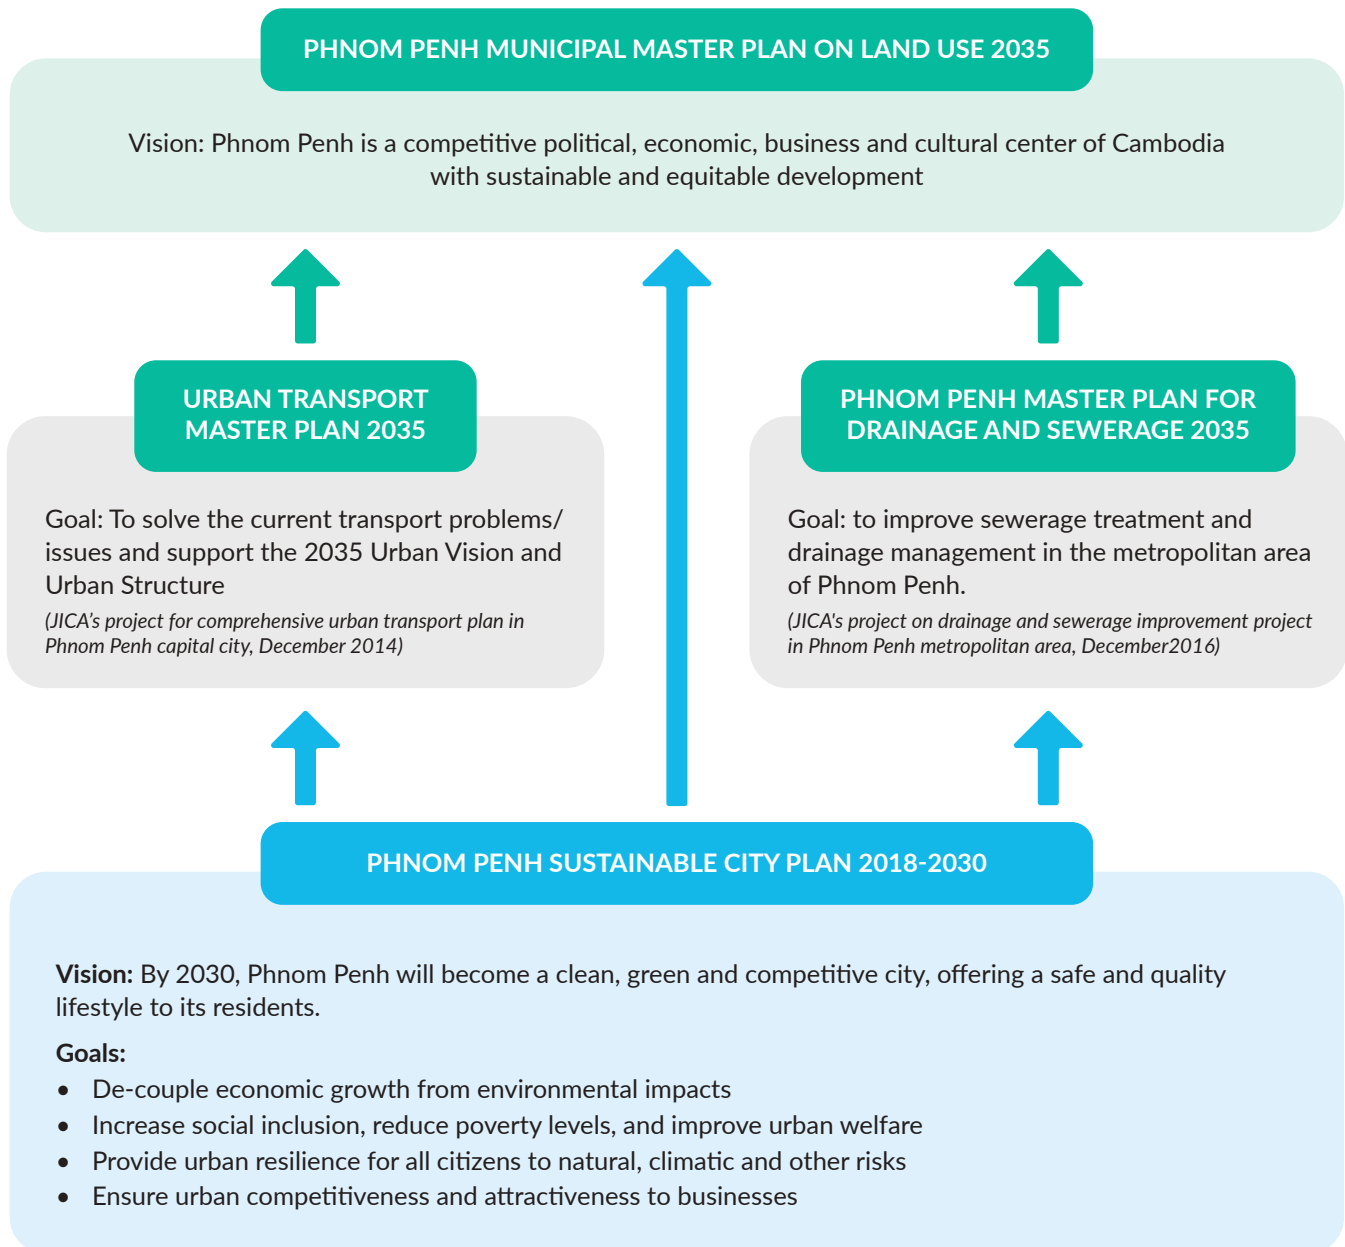 PHNOM PENH MUNICIPAL MASTER PLAN ON LAND USE 2035
Vision: Phnom Penh is a competitive political, economic, business and cultural center of Cambodia
with sustainable and equitable development
URBAN TRANSPORT
MASTER PLAN 2035
Goal: To solve the current transport problems/
issues and support the 2035 Urban Vision and
Urban Structure
(JICA’s project for comprehensive urban transport plan in
Phnom Penh capital city, December 2014)
PHNOM PENH MASTER PLAN FOR
DRAINAGE AND SEWERAGE 2035
Goal: to improve sewerage treatment and
drainage management in the metropolitan area
of Phnom Penh.
(JICA's project on drainage and sewerage improvement project
in Phnom Penh metropolitan area, December2016)
PHNOM PENH SUSTAINABLE CITY PLAN 2018-2030
Vision: By 2030, Phnom Penh will become a clean, green and competitive city, offering a safe and quality
lifestyle to its residents.
Goals:
• De-couple economic growth from environmental impacts
• Increase social inclusion, reduce poverty levels, and improve urban welfare
• Provide urban resilience for all citizens to natural, climatic and other risks
• Ensure urban competitiveness and attractiveness to businesses